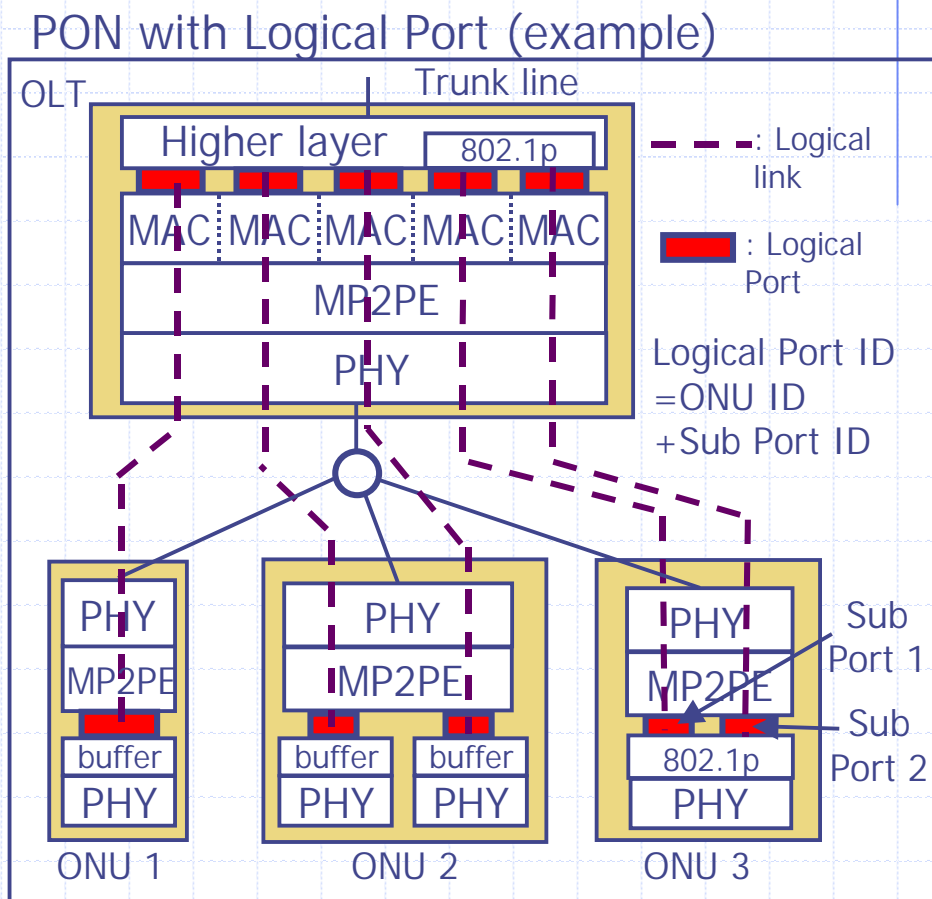 PON with Logical Port (example)
OLT
Trunk line
Higher layer
802.1p
MAC MAC MAC MAC MAC
MP2PE
PHY
: Logical
link
: Logical
Port
Logical Port ID
=ONU ID
+Sub Port ID
PHY
MP2PE
buffer
PHY
ONU 1
PHY
MP2PE
buffer buffer
PHY PHY
ONU 2
PHY
MP2PE
802.1p
PHY
ONU 3
Sub
Port 1
Sub
Port 2